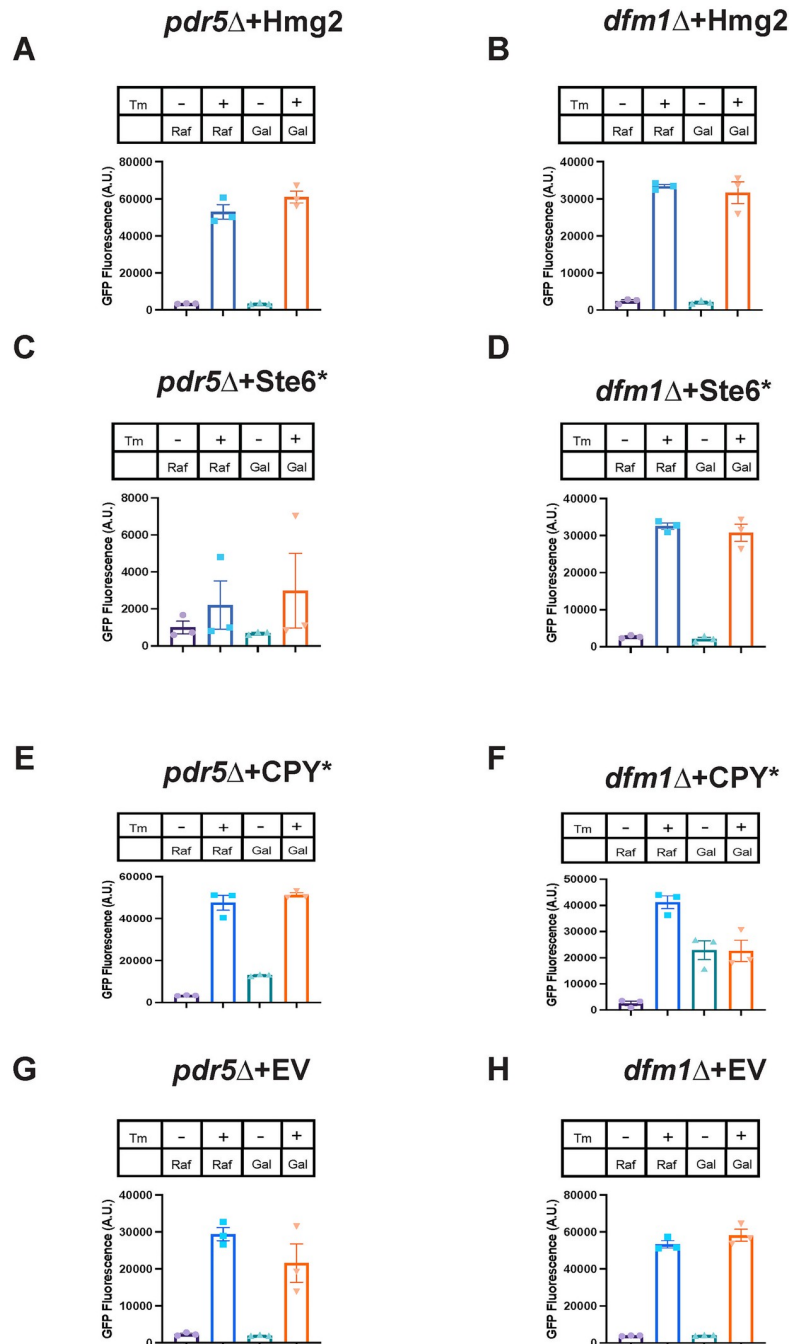 A
pdr5Δ+Hmg2
Tm - + - +
Raf Raf Gal Gal
GFP Fluorescence (A.U.)
80000
60000
40000
20000
0
B
dfm1Δ+Hmg2
Tm - + - +
Raf Raf Gal Gal
GFP Fluorescence (A.U.)
40000
30000
20000
10000
0
C
pdr5Δ+Ste6*
Tm - + - +
Raf Raf Gal Gal
GFP Fluorescence (A.U.)
8000
6000
4000
2000
0
D
dfm1Δ+Ste6*
Tm - + - +
Raf Raf Gal Gal
GFP Fluorescence (A.U.)
40000
30000
20000
10000
0
E
pdr5Δ+CPY*
Tm - + - +
Raf Raf Gal Gal
GFP Fluorescence (A.U.)
60000
40000
20000
0
F
dfm1Δ+CPY*
Tm - + - +
Raf Raf Gal Gal
GFP Fluorescence (A.U.)
50000
40000
30000
20000
10000
0
G
pdr5Δ+EV
Tm - + - +
Raf Raf Gal Gal
GFP Fluorescence (A.U.)
40000
30000
20000
10000
0
H
dfm1Δ+EV
Tm - + - +
Raf Raf Gal Gal
GFP Fluorescence (A.U.)
80000
60000
40000
20000
0